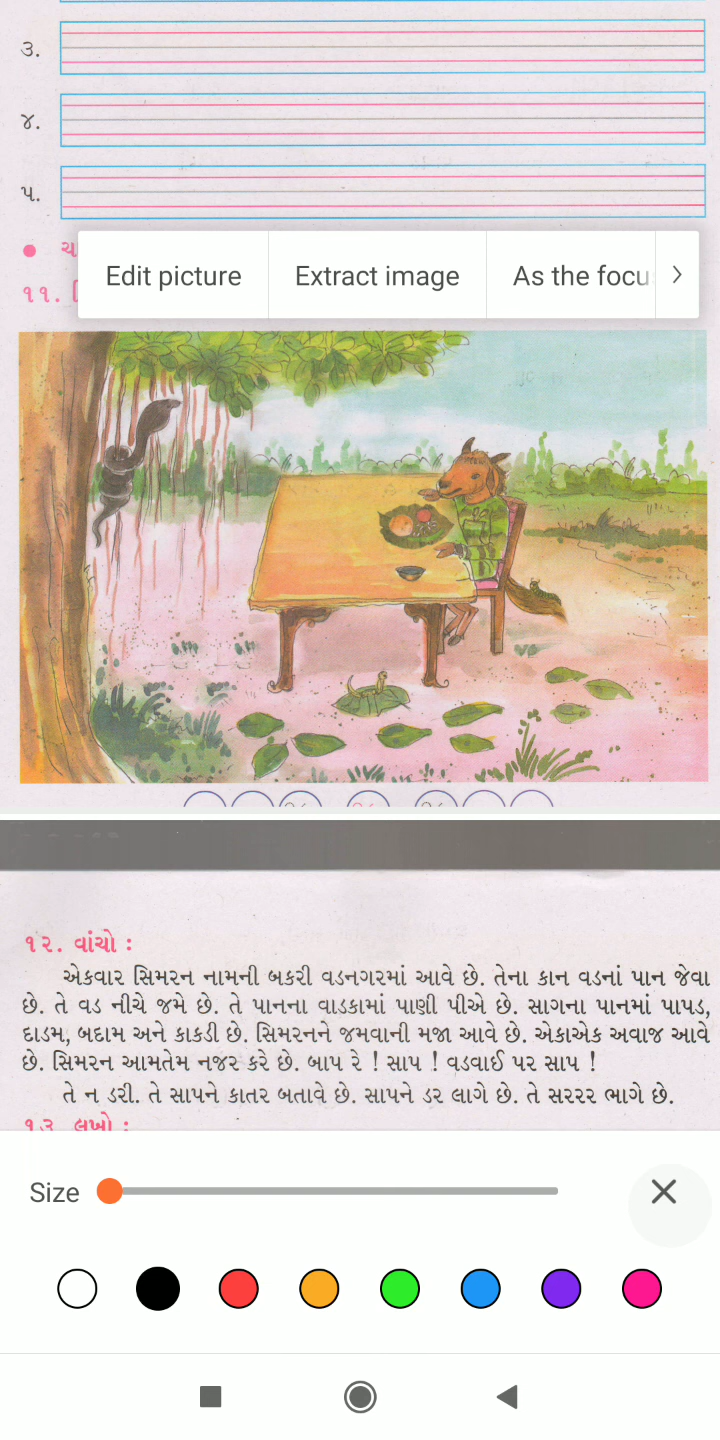 ૩.
૪.
૫.
Edit picture Extract image As the focu
૧૧.
૧૨. વાંચો :
એકવાર સિમરન નામની બકરી વડનગરમાં આવે છે. તેના કાન વડનાં પાન જેવા
છે. તે વડ નીચે જમે છે. તે પાનના વાડકામાં પાણી પીએ છે. સાગના પાનમાં પાપડ,
દાડમ, બદામ અને કાકડી છે. સિમરનને જમવાની મજા આવે છે. એકાએક અવાજ આવે
છે. સિમરન આમતેમ નજર કરે છે. બાપ રે ! સાપ ! વડવાઈ પર સાપ !
તે ન ડરી. તે સાપને કાતર બતાવે છે. સાપને ડર લાગે છે. તે સરરર ભાગે છે.
૧૩. લખો :
Size